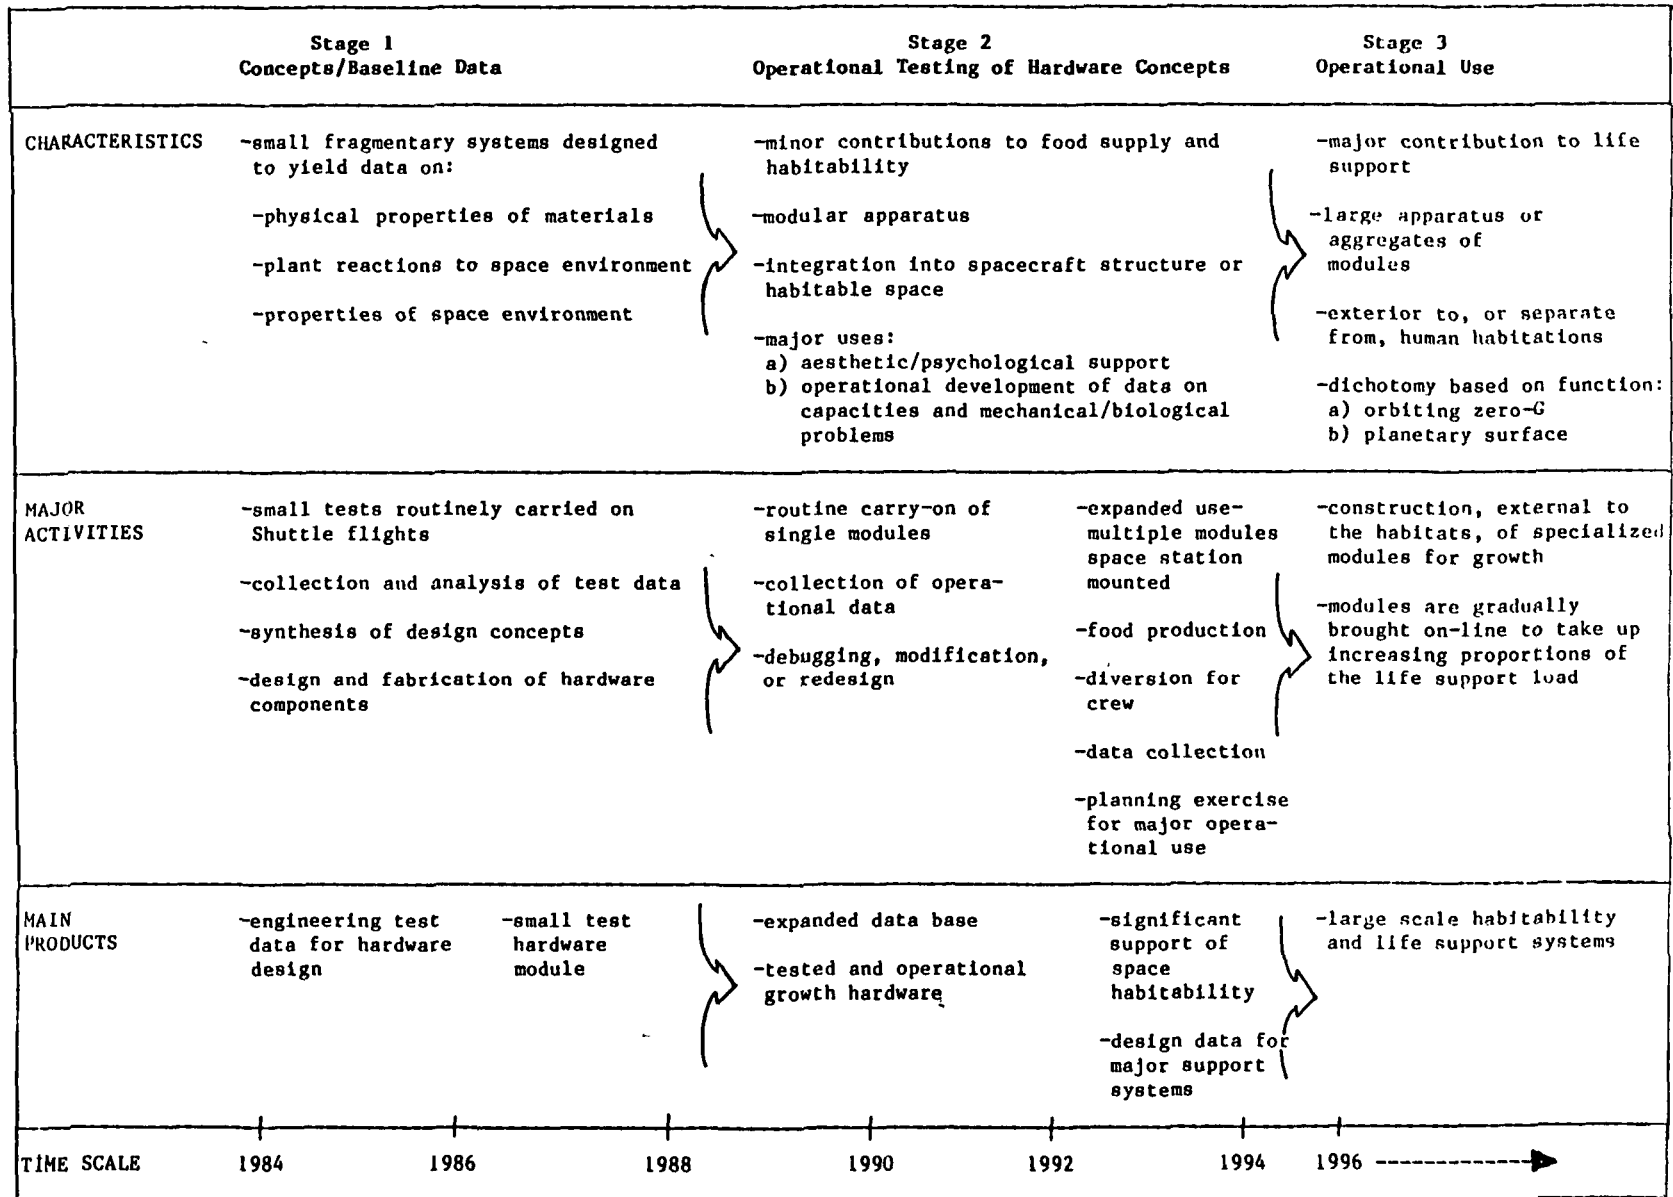 Stage 1
Concepts/Baseline Data
Stage 2
Operational Testing of Hardware Concepts
Stage 3
Operational Use
CHARACTERISTICS
-small fragmentary systems designed
to yield data on:
-physical properties of materials
-plant reactions to space environment
-properties of space environment
-minor contributions to food supply and
habitability
-modular apparatus
-integration into spacecraft structure or
habitable space
-major uses:
a) aesthetic/psychological support
b) operational development of data on
capacities and mechanical/biological
problems
-major contribution to life
support
-large apparatus or
aggregates of
modules
-exterior to, or separate
from, human habitations
-dichotomy based on function:
a) orbiting zero-G
b) planetary surface
MAJOR
ACTIVITIES
-small tests routinely carried on
Shuttle flights
-collection and analysis of test data
-synthesis of design concepts
-design and fabrication of hardware
components
-routine carry-on of
single modules
-collection of opera-
tional data
-debugging, modification,
or redesign
-expanded use-
multiple modules
space station
mounted
-food production
-diversion for
crew
-data collection
-planning exercise
for major opera-
tional use
-construction, external to
the habitats, of specialized
modules for growth
-modules are gradually
brought on-line to take up
increasing proportions of
the life support load
MAIN
PRODUCTS
-engineering test
data for hardware
design
-small test
hardware
module
-expanded data base
-tested and operational
growth hardware
-significant
support of
space
habitability
-design data for
major support
systems
-large scale habitability
and life support systems
TIME SCALE
1984
1986
1988
1990
1992
1994
1996